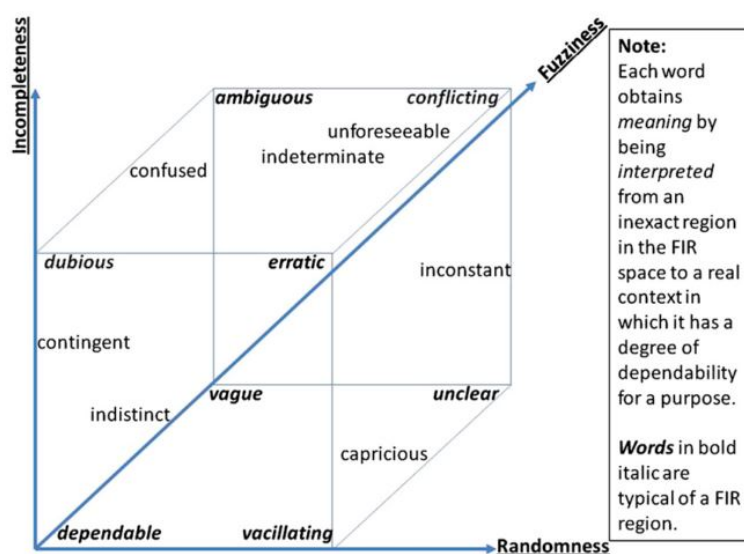 Incompleteness
Fuzziness
ambiguous
conflicting
unforeseeable
indeterminate
confused
dubious
erratic
inconstant
contingent
vague
unclear
indistinct
capricious
dependable
vacillating
Randomness
Note:
Each word
obtains
meaning by
being
interpreted
from an
inexact region
in the FIR
space to a real
context in
which it has a
degree of
dependability
for a purpose.
Words in bold
italic are
typical of a FIR
region.